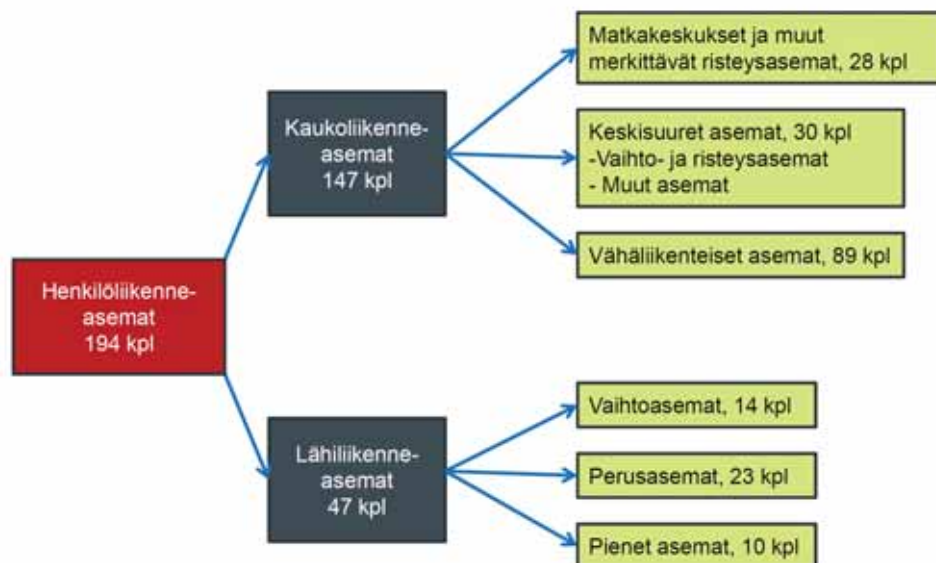 Henkilöliikenne-
asemat
194 kpl
Kaukoliikenne-
asemat
147 kpl
Matkakeskukset ja muut
merkittävät risteysasemat, 28 kpl
Keskisuuret asemat, 30 kpl
-Vaihto- ja risteysasemat
- Muut asemat
Vähäliikenteiset asemat, 89 kpl
Lähiliikenne-
asemat
47 kpl
Vaihtoasemat, 14 kpl
Perusasemat, 23 kpl
Pienet asemat, 10 kpl